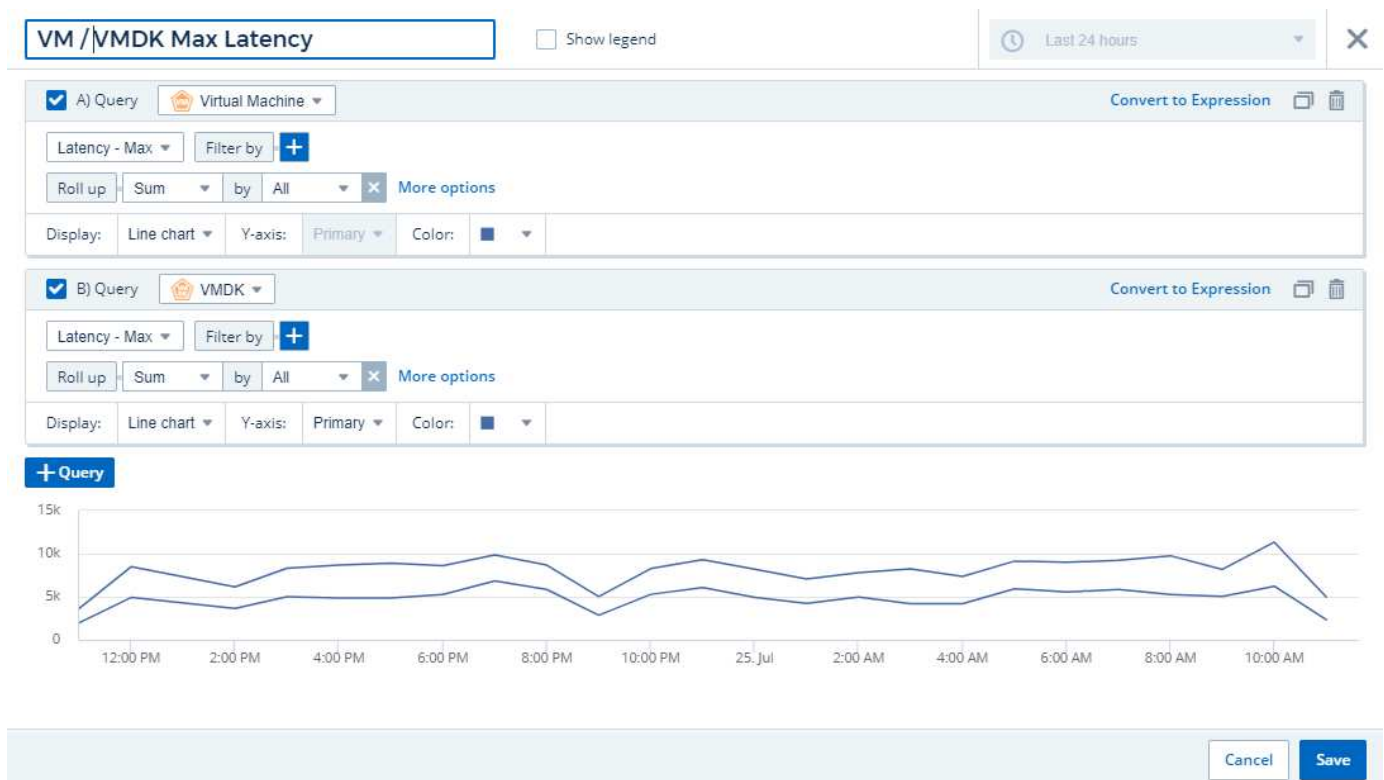 VM / VMDK Max Latency
Show legend
Last 24 hours
A) Query Virtual Machine
Convert to Expression
Latency - Max Filter by +
Roll up Sum by All × More options
Display: Line chart Y-axis: Primary Color:
B) Query VMDK
Convert to Expression
Latency - Max Filter by +
Roll up Sum by All × More options
Display: Line chart Y-axis: Primary Color:
+ Query
15k
10k
5k
0
12:00 PM 2:00 PM 4:00 PM 6:00 PM 8:00 PM 10:00 PM 25. Jul 2:00 AM 4:00 AM 6:00 AM 8:00 AM 10:00 AM
Cancel Save